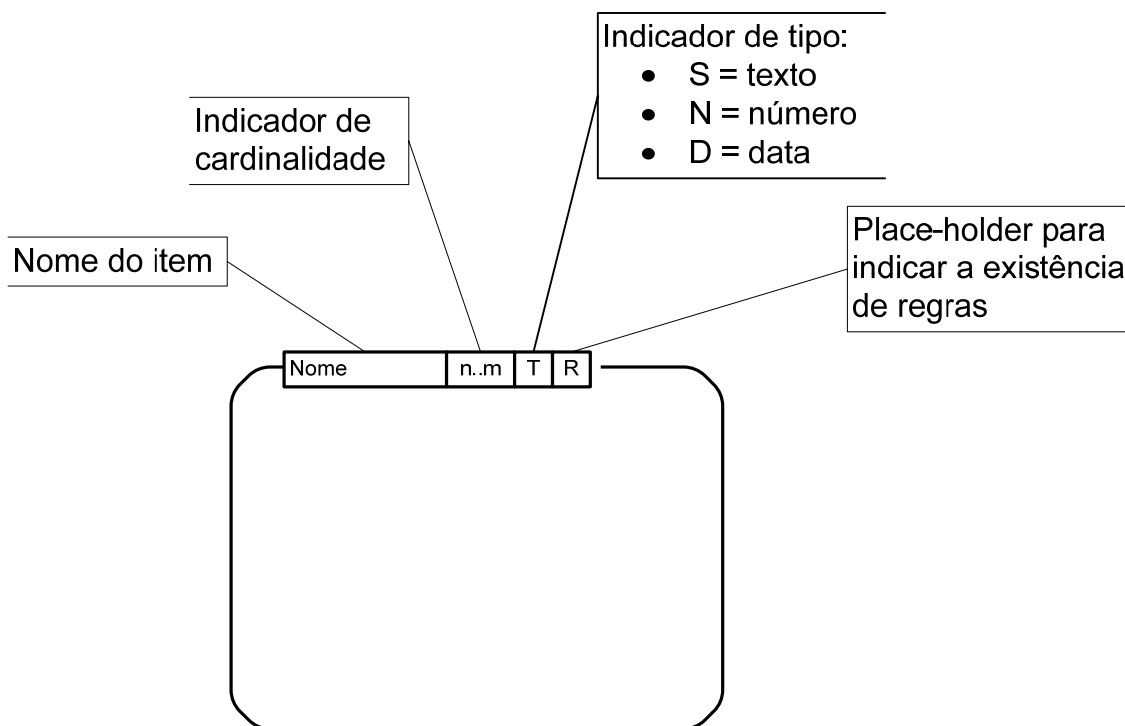 Indicador de tipo:
• S = texto
• N = número
• D = data
Indicador de
cardinalidade
Nome do item
Place-holder para
indicar a existência
de regras
Nome n..m T R